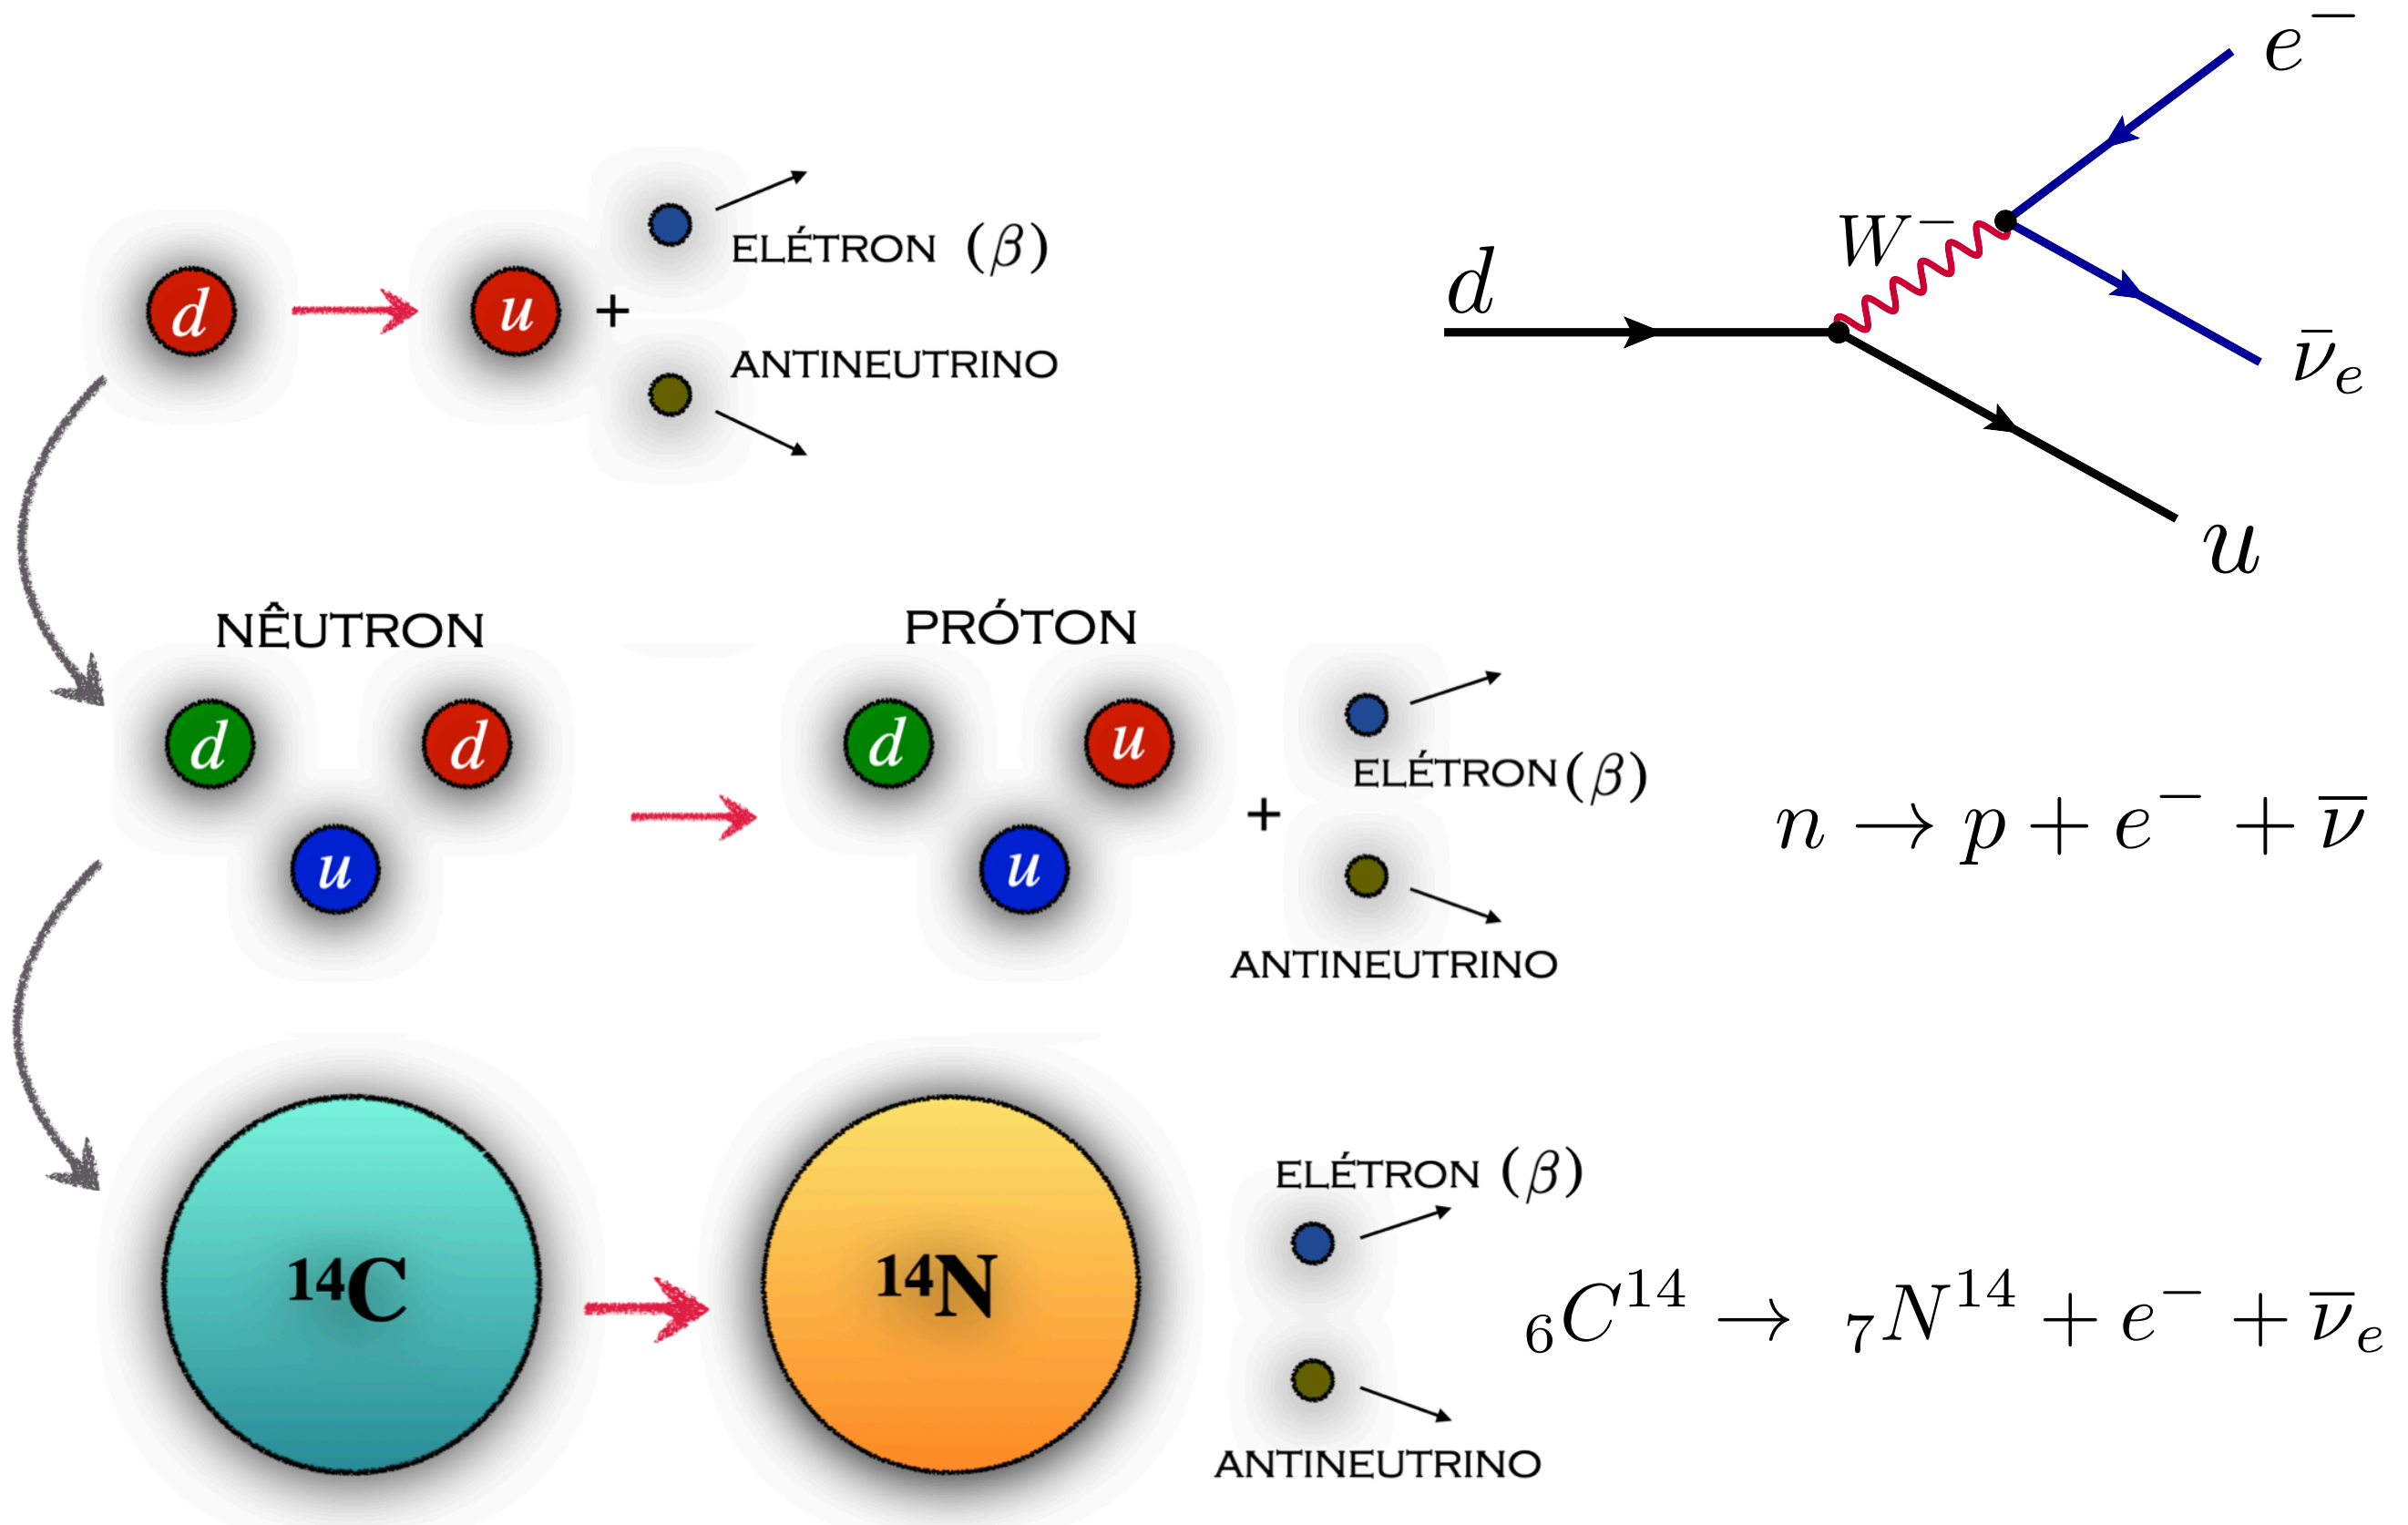 e⁻
W⁻
d
ν̄ₑ
u
d
u
+
ELÉTRON (β)
ANTINEUTRINO
NÊUTRON
PRÓTON
d
d
u
d
u
u
+
ELÉTRON(β)
ANTINEUTRINO
n → p + e⁻ + ν̄
¹⁴C
¹⁴N
ELÉTRON (β)
ANTINEUTRINO
₆C¹⁴ → ₇N¹⁴ + e⁻ + ν̄ₑ